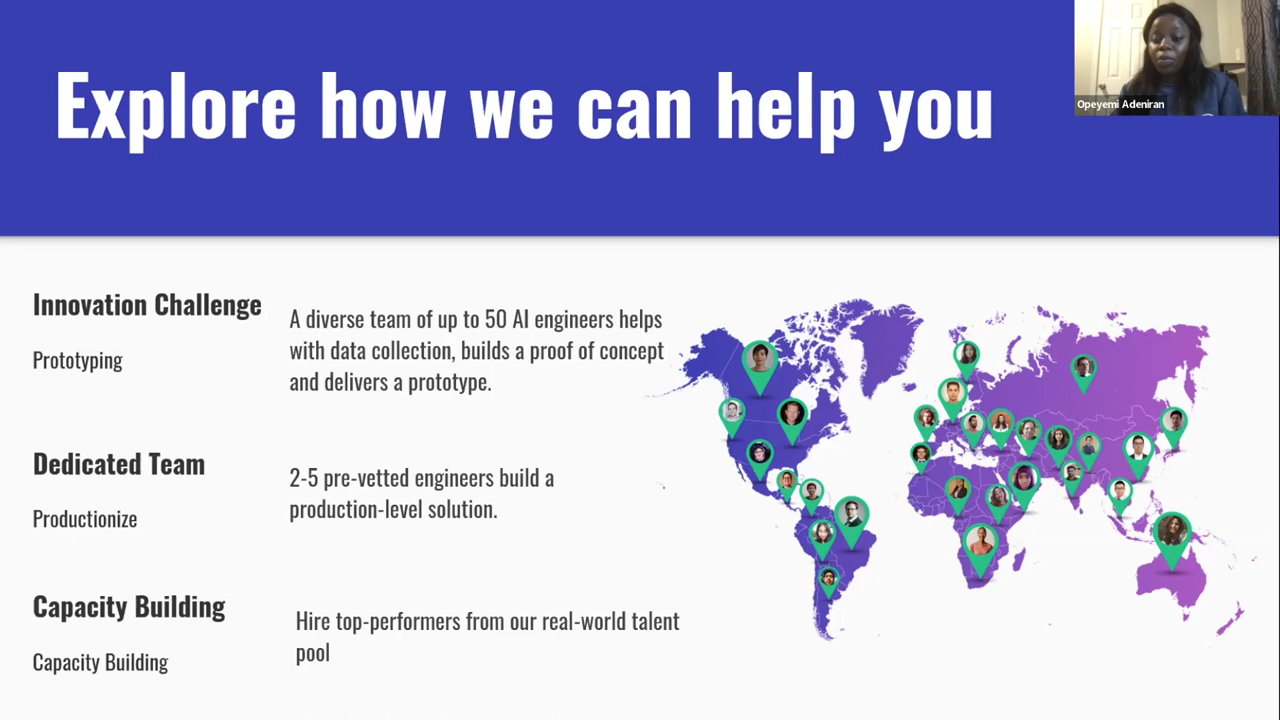 Explore how we can help you
Opeyemi Adeniran
Innovation Challenge
Prototyping
A diverse team of up to 50 AI engineers helps
with data collection, builds a proof of concept
and delivers a prototype.
Dedicated Team
Productionize
2-5 pre-vetted engineers build a
production-level solution.
Capacity Building
Capacity Building
Hire top-performers from our real-world talent
pool